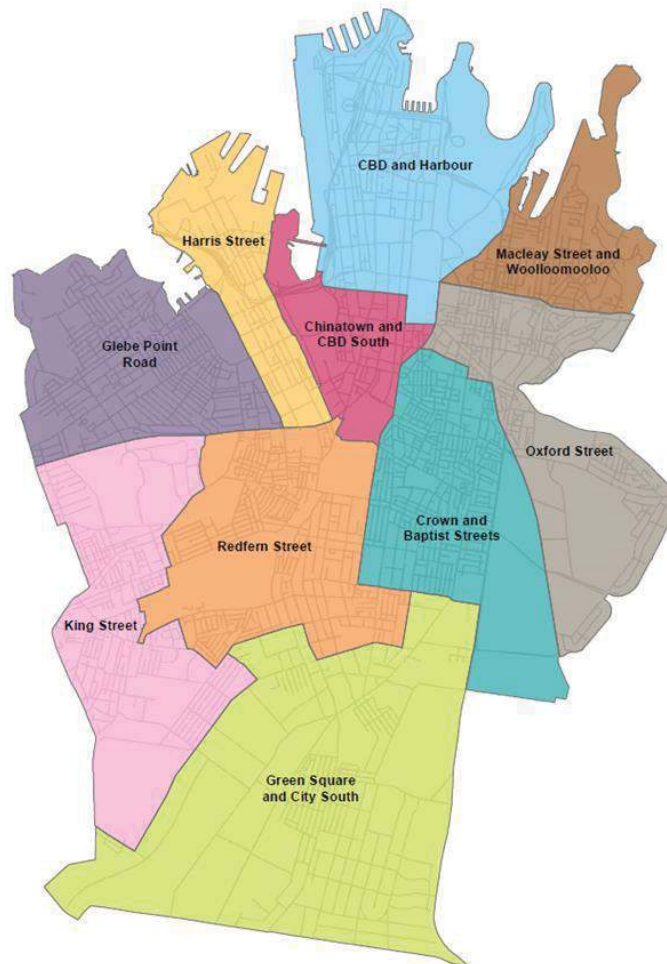 CBD and Harbour
Harris Street
Macleay Street and
Woolloomooloo
Chinatown and
CBD South
Glebe Point
Road
Oxford Street
Crown and
Baptist Streets
Redfern Street
King Street
Green Square
and City South